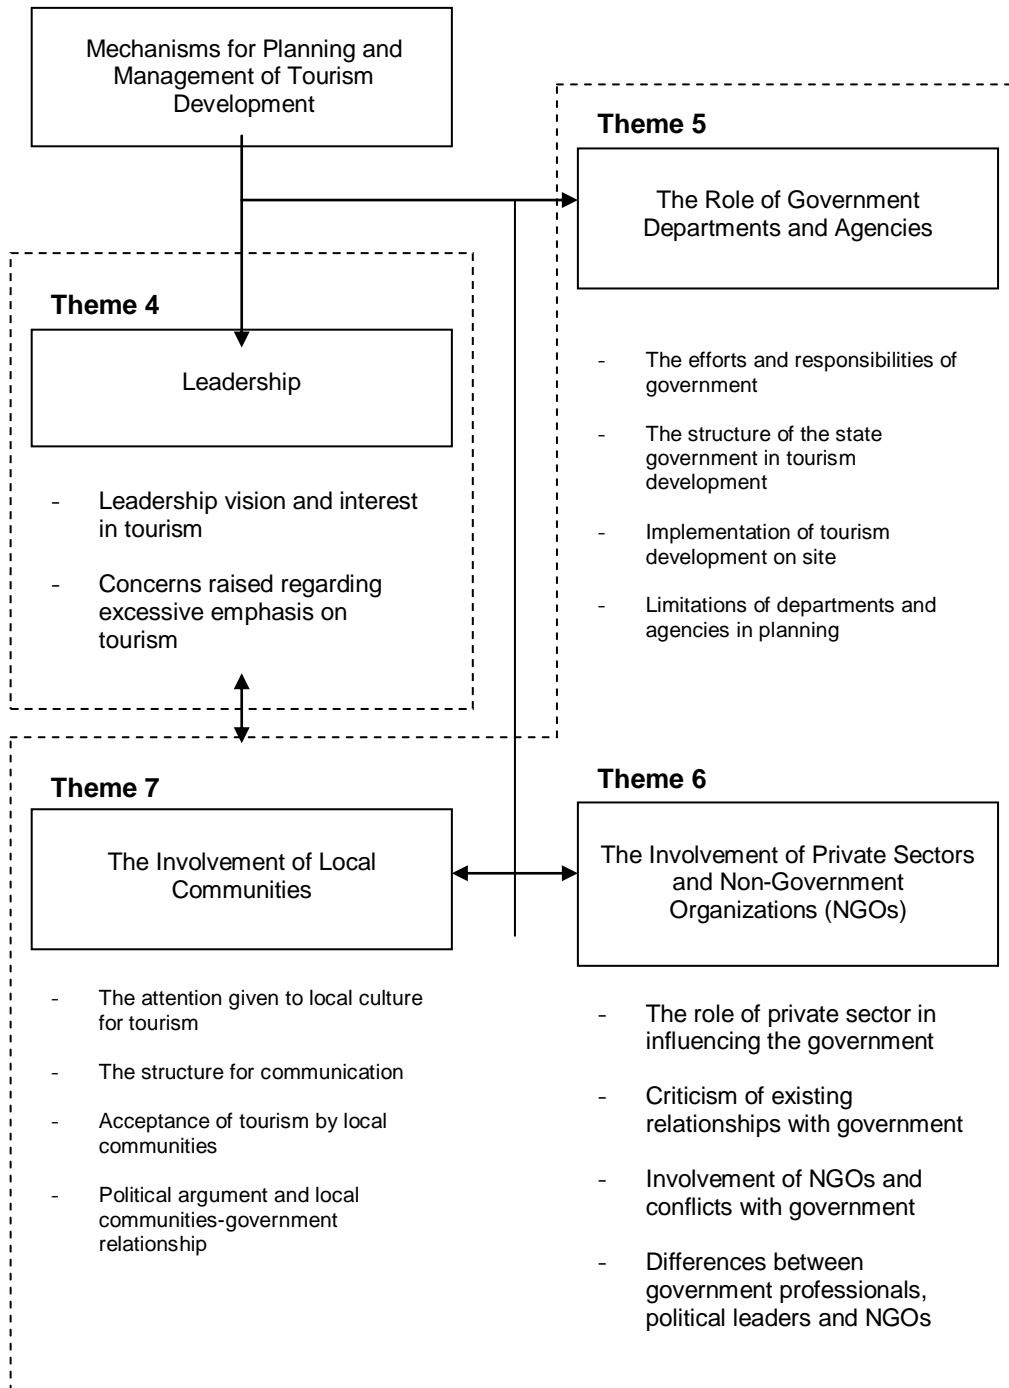 Mechanisms for Planning and
Management of Tourism
Development
Theme 5
The Role of Government
Departments and Agencies
- The efforts and responsibilities of
government
- The structure of the state
government in tourism
development
- Implementation of tourism
development on site
- Limitations of departments and
agencies in planning
Theme 4
Leadership
- Leadership vision and interest
in tourism
- Concerns raised regarding
excessive emphasis on
tourism
Theme 7
The Involvement of Local
Communities
- The attention given to local culture
for tourism
- The structure for communication
- Acceptance of tourism by local
communities
- Political argument and local
communities-government
relationship
Theme 6
The Involvement of Private Sectors
and Non-Government
Organizations (NGOs)
- The role of private sector in
influencing the government
- Criticism of existing
relationships with government
- Involvement of NGOs and
conflicts with government
- Differences between
government professionals,
political leaders and NGOs